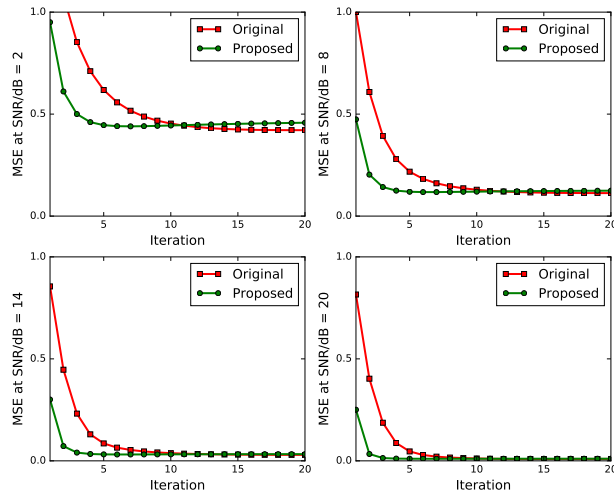 MSE at SNR/dB = 2
1.0
0.5
0.0
5
10
15
20
Iteration
Original
Proposed
MSE at SNR/dB = 8
1.0
0.5
0.0
5
10
15
20
Iteration
Original
Proposed
MSE at SNR/dB = 14
1.0
0.5
0.0
5
10
15
20
Iteration
Original
Proposed
MSE at SNR/dB = 20
1.0
0.5
0.0
5
10
15
20
Iteration
Original
Proposed